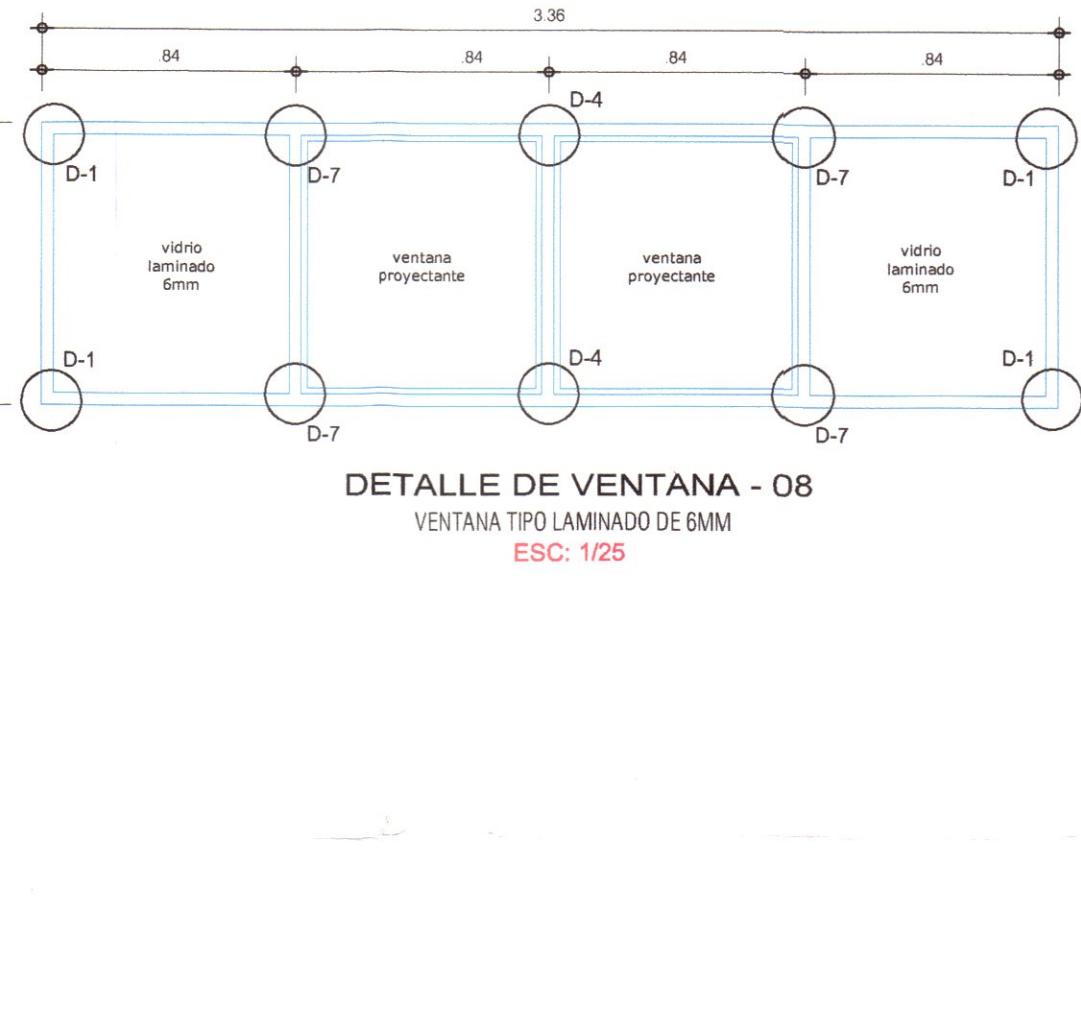 3.36
.84 .84 .84 .84
D-4
D-1 D-7 D-7 D-1
vidrio
laminado
6mm
ventana
proyectante
ventana
proyectante
vidrio
laminado
6mm
D-1 D-4 D-1
D-7 D-7
DETALLE DE VENTANA - 08
VENTANA TIPO LAMINADO DE 6MM
ESC: 1/25